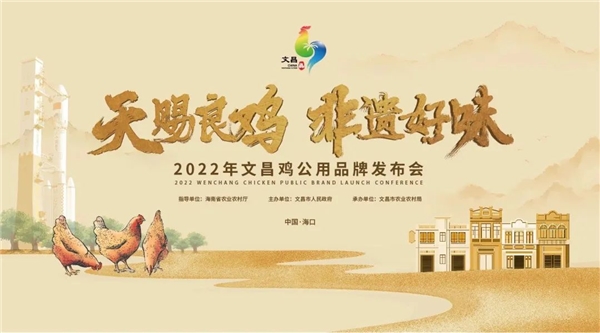 文昌
天赐良鸡 非遗好味
2022年文昌鸡公用品牌发布会
2022 WENCHANG CHICKEN PUBLIC BRAND LAUNCH CONFERENCE
指导单位：海南省农业农村厅 主办单位：文昌市人民政府 承办单位：文昌市农业农村局
中国·海口